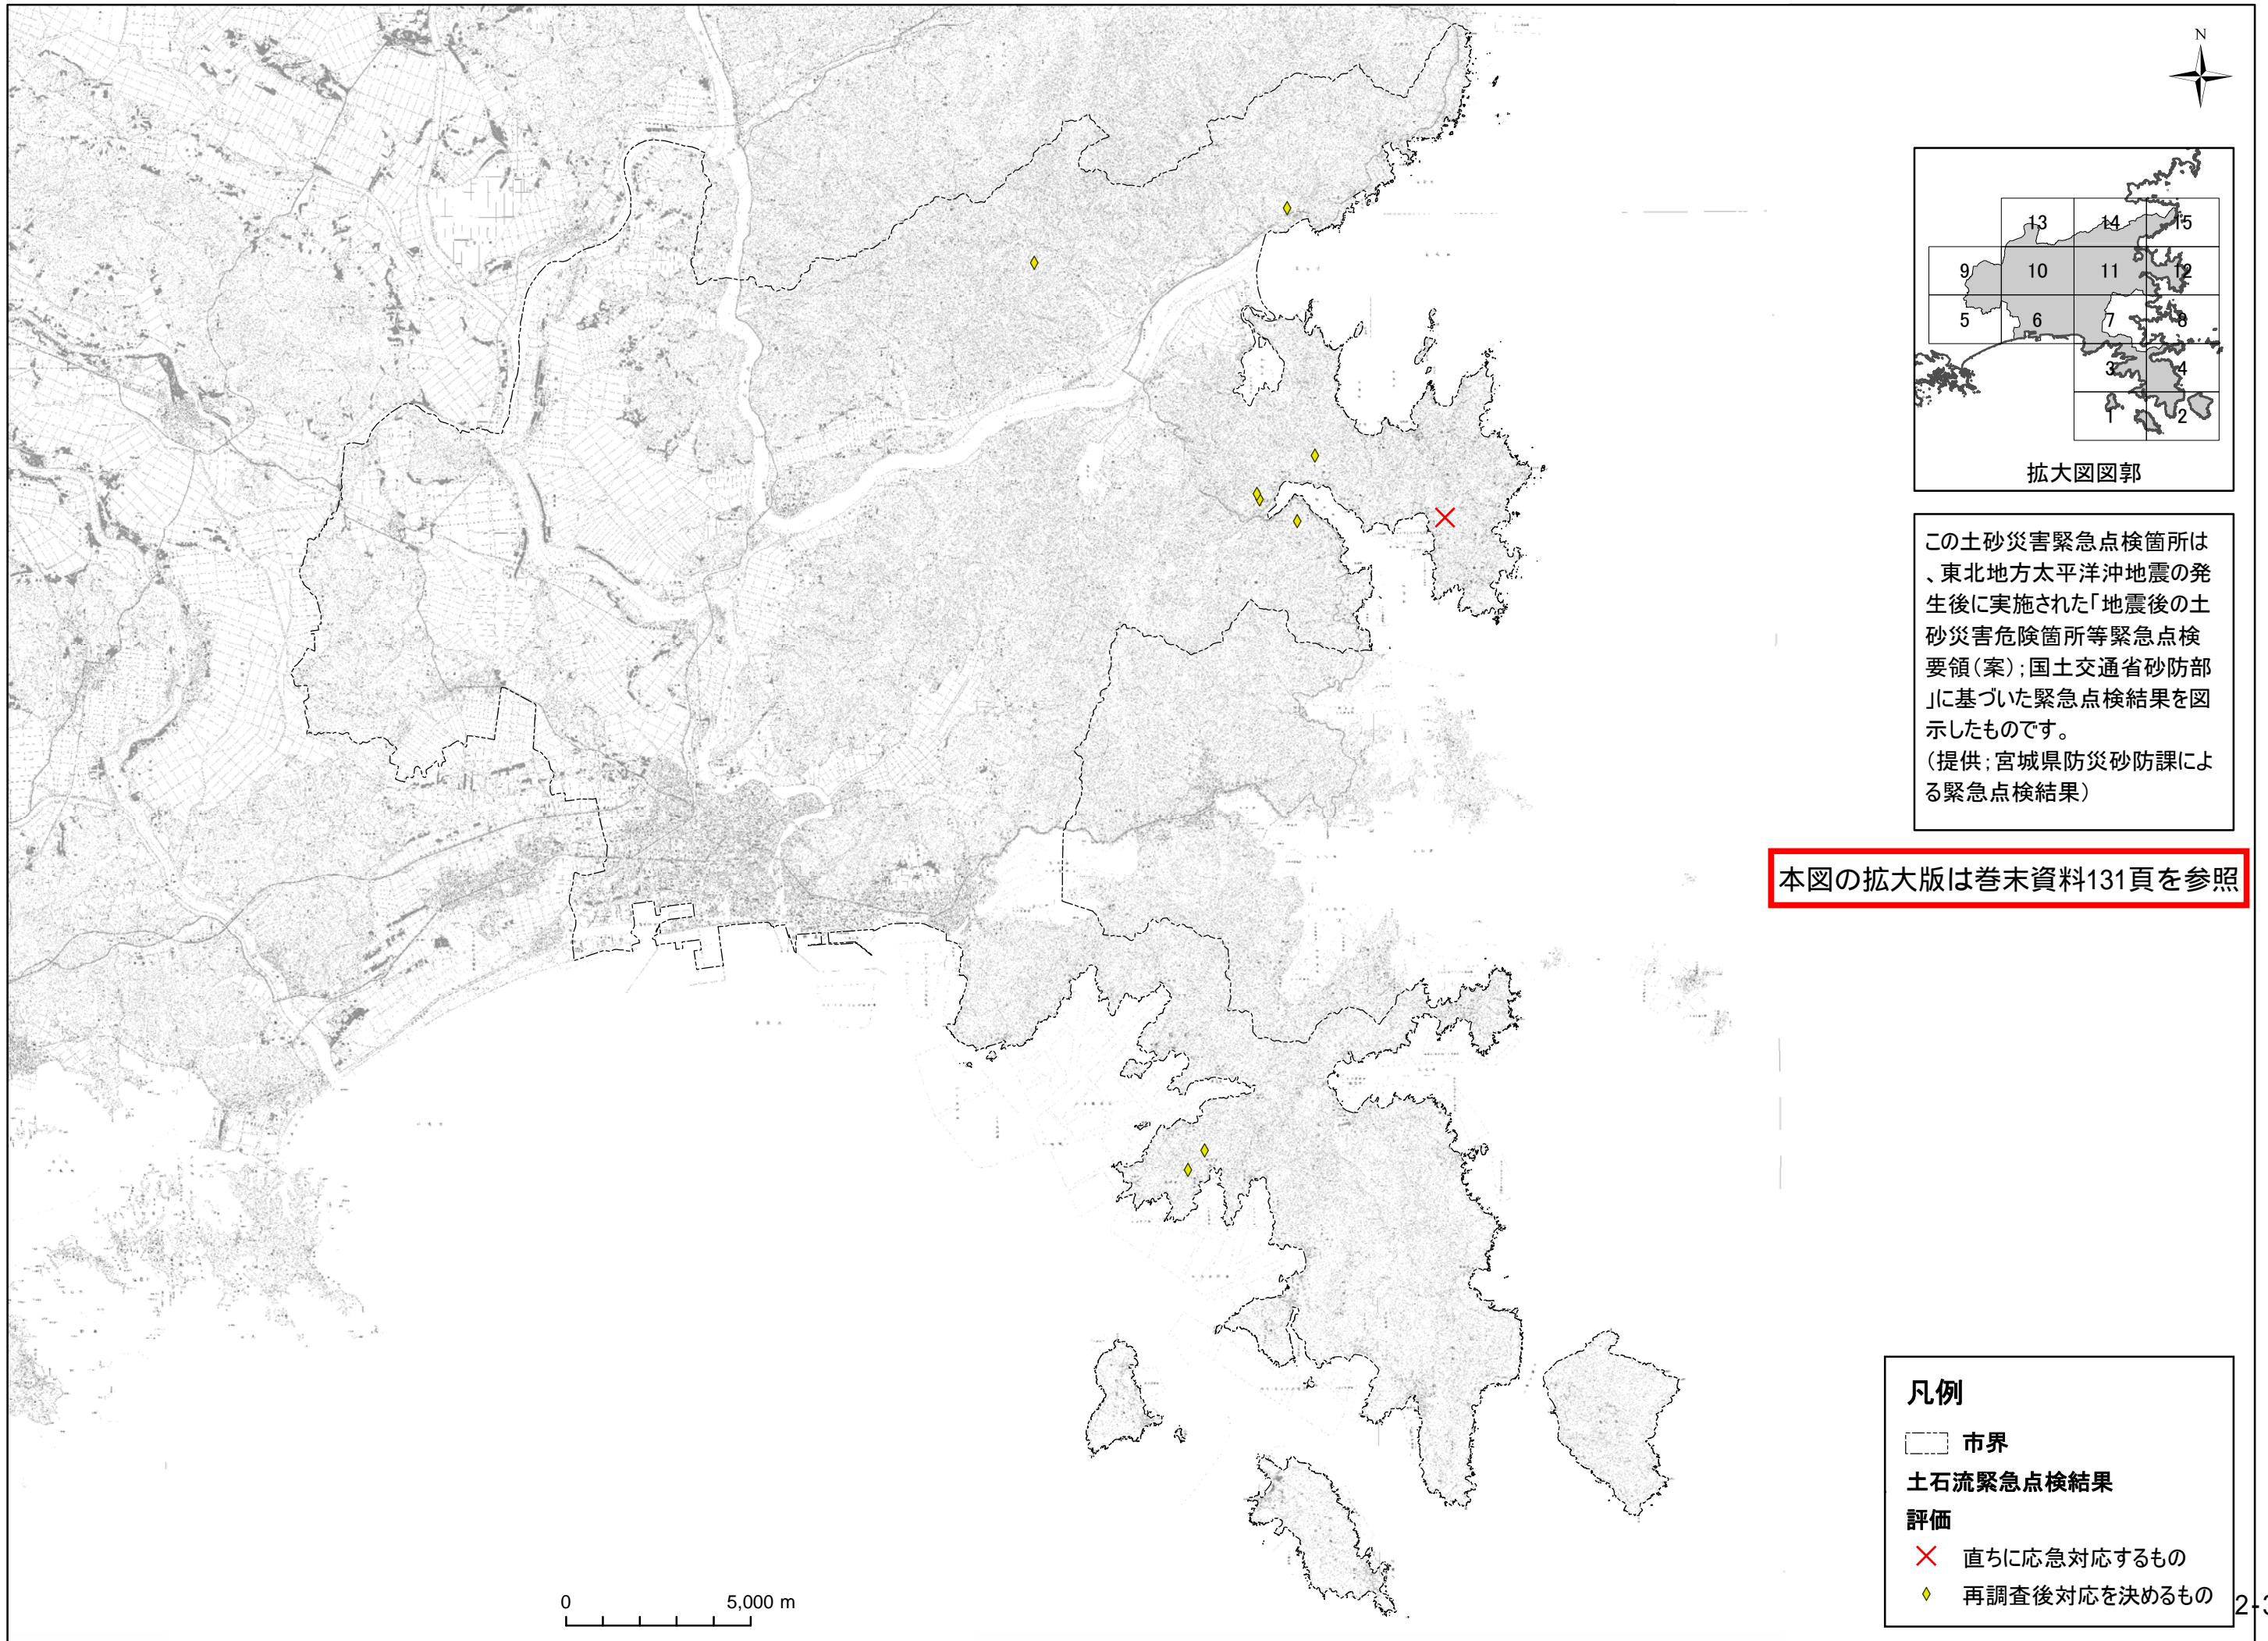 N
13 14 15
9 10 11 12
5 6 7 8
3 4
1 2
拡大図図郭
この土砂災害緊急点検箇所は
、東北地方太平洋沖地震の発
生後に実施された「地震後の土
砂災害危険箇所等緊急点検
要領（案）；国土交通省砂防部
」に基づいた緊急点検結果を図
示したものです。
（提供；宮城県防災砂防課によ
る緊急点検結果）
本図の拡大版は巻末資料131頁を参照
凡例
市界
土石流緊急点検結果
評価
直ちに応急対応するもの
再調査後対応を決めるもの
0 5,000 m